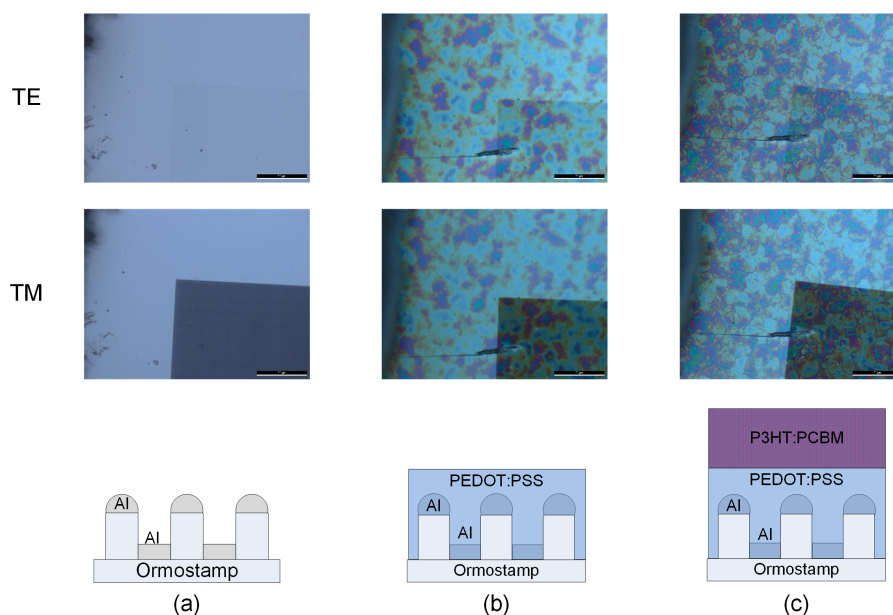 TE
TM
P3HT:PCBM
PEDOT:PSS
PEDOT:PSS
Al
Al
Al
Al
Al
Al
Ormostamp
Ormostamp
Ormostamp
(a)
(b)
(c)